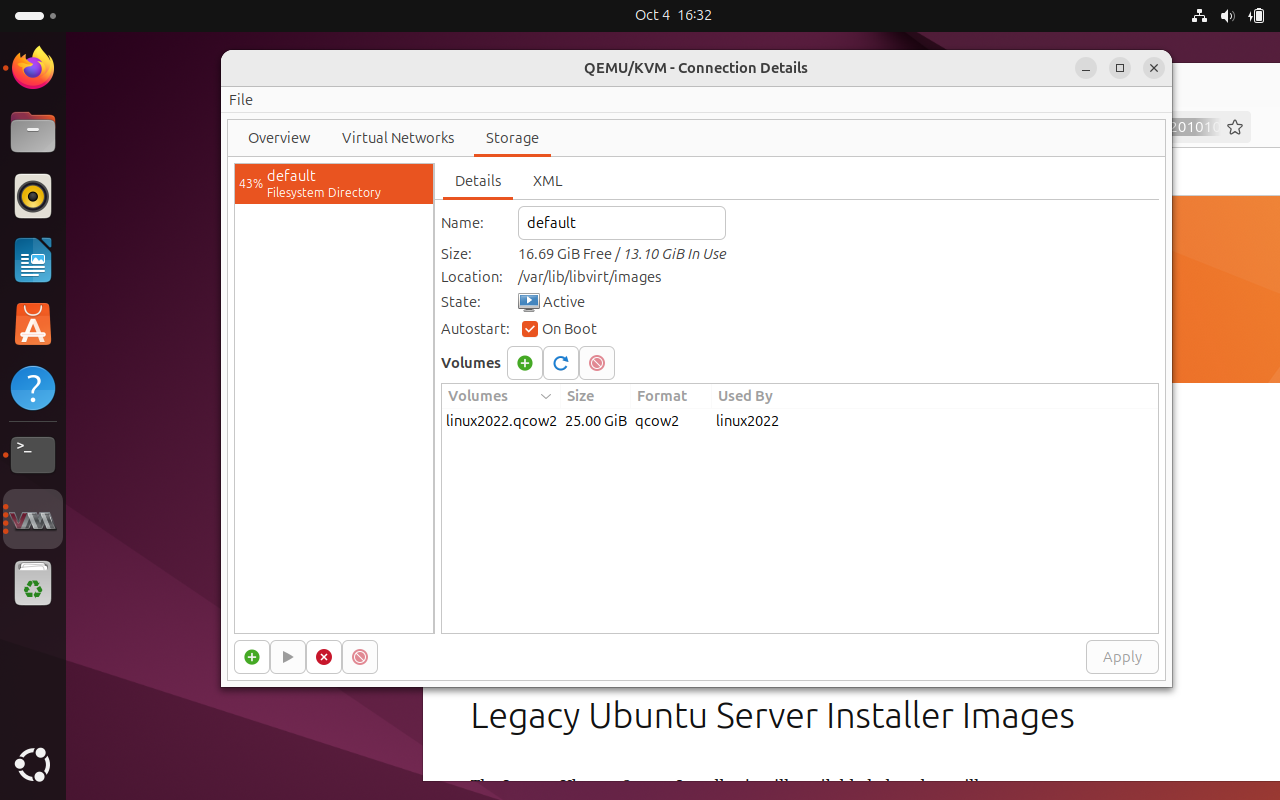 Oct 4 16:32
QEMU/KVM - Connection Details
File
Overview Virtual Networks Storage
43% default
Filesystem Directory
Details XML
Name: default
Size: 16.69 GiB Free / 13.10 GiB In Use
Location: /var/lib/libvirt/images
State: Active
Autostart: On Boot
Volumes
Volumes Size Format Used By
linux2022.qcow2 25.00 GiB qcow2 linux2022
Apply
201010
Legacy Ubuntu Server Installer Images